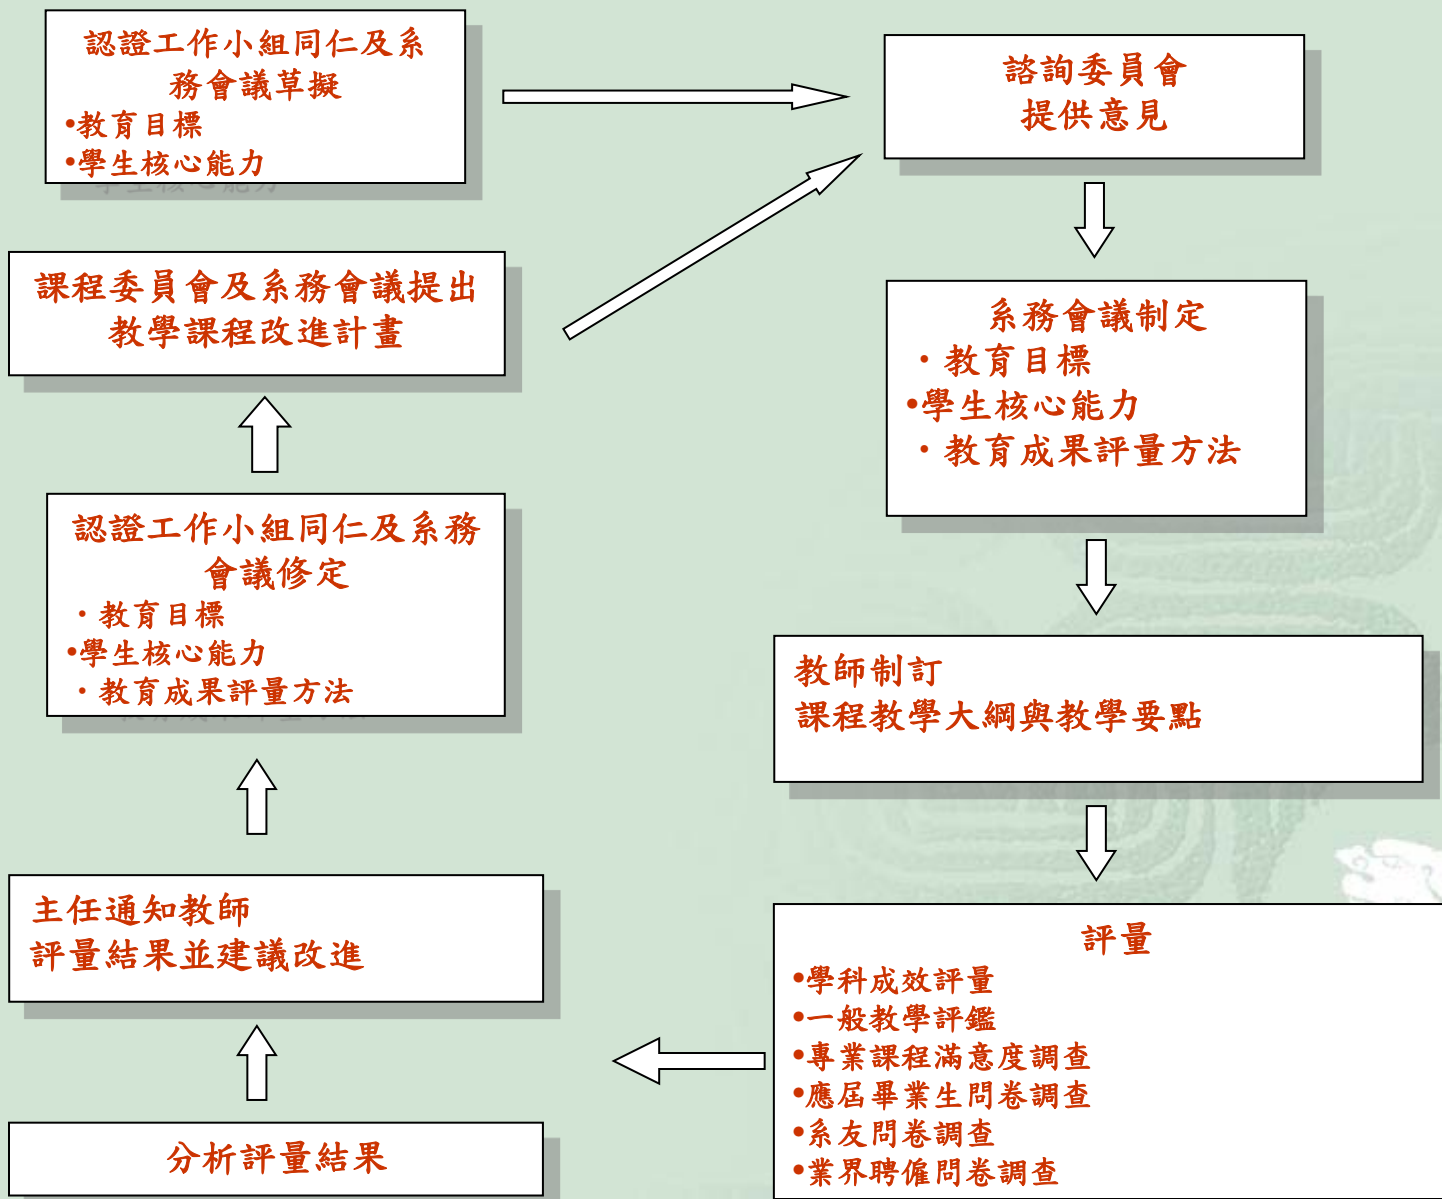 認證工作小組同仁及系
務會議草擬
•教育目標
•學生核心能力
諮詢委員會
提供意見
課程委員會及系務會議提出
教學課程改進計畫
系務會議制定
・教育目標
•學生核心能力
・教育成果評量方法
認證工作小組同仁及系務
會議修定
・教育目標
•學生核心能力
・教育成果評量方法
教師制訂
課程教學大綱與教學要點
主任通知教師
評量結果並建議改進
評量
•學科成效評量
•一般教學評鑑
•專業課程滿意度調查
•應屆畢業生問卷調查
•系友問卷調查
•業界聘僱問卷調查
分析評量結果